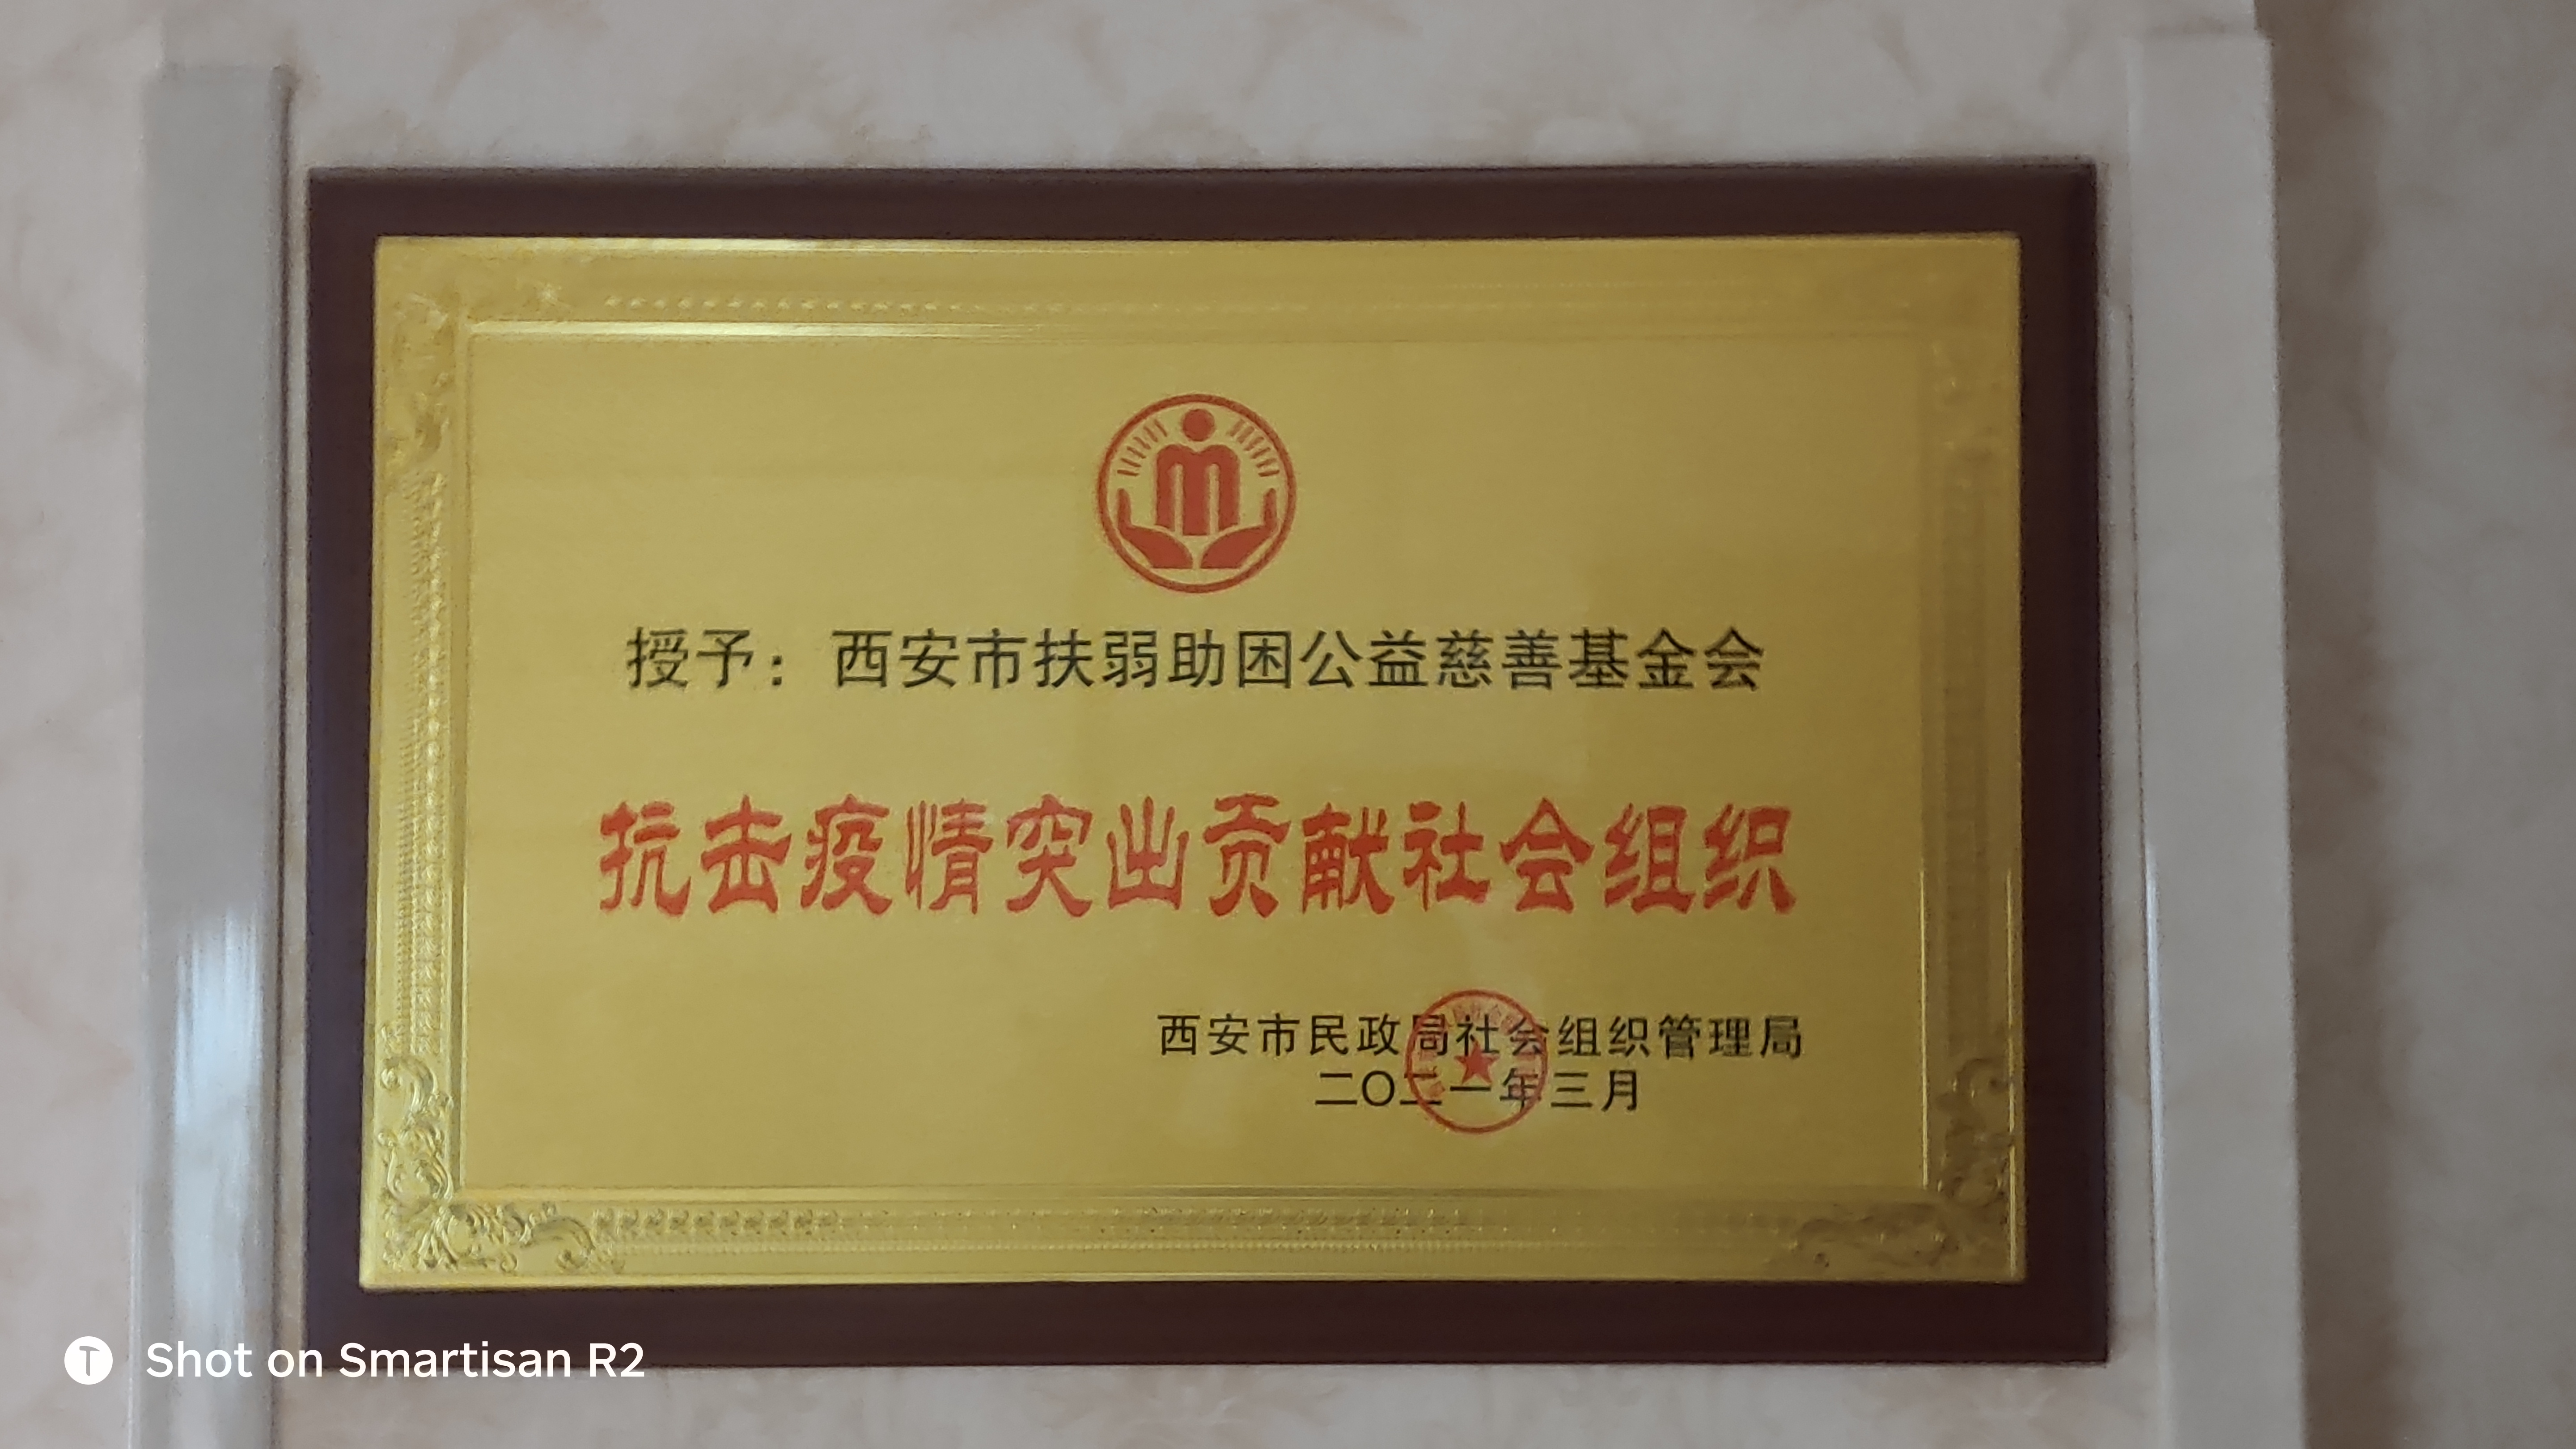 授予：西安市扶弱助困公益慈善基金会
抗击疫情突出贡献社会组织
西安市民政局社会组织管理局
二〇二一年三月
Shot on Smartisan R2